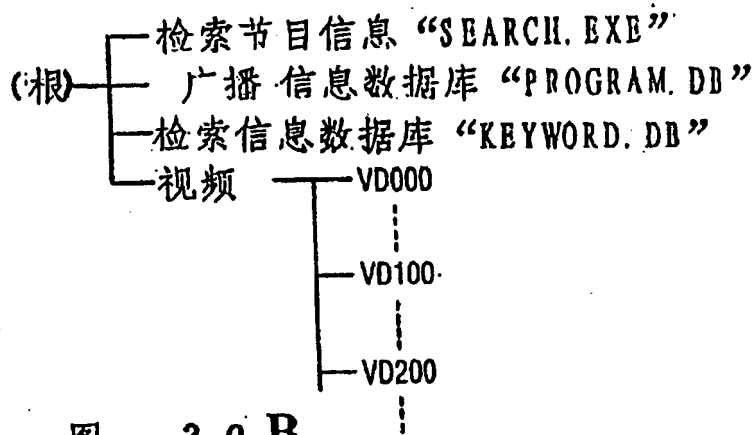 检索节目信息 “SEARCH. EXE”
(根) 广播信息数据库 “PROGRAM. DB”
检索信息数据库 “KEYWORD. DB”
视频 VD000
VD100
VD200
图 B